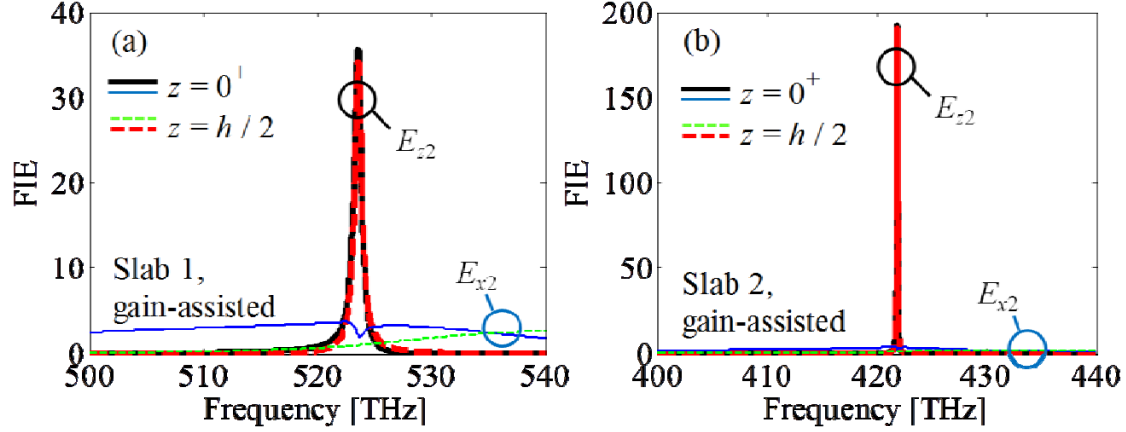 (a)
z = 0⁺
z = h / 2
E_z2
E_x2
Slab 1,
gain-assisted
FIE
40
30
20
10
0
500 510 520 530 540
Frequency [THz]
(b)
z = 0⁺
z = h / 2
E_z2
E_x2
Slab 2,
gain-assisted
FIE
200
150
100
50
0
400 410 420 430 440
Frequency [THz]